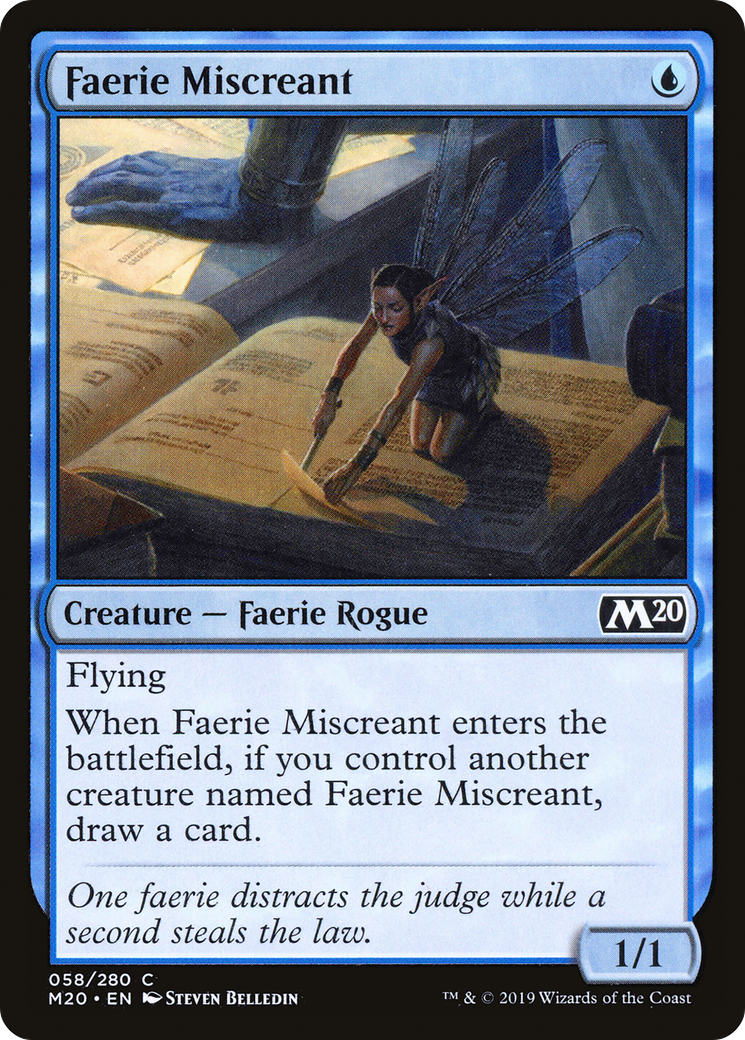 Faerie Miscreant
Creature — Faerie Rogue
M20
Flying
When Faerie Miscreant enters the
battlefield, if you control another
creature named Faerie Miscreant,
draw a card.
One faerie distracts the judge while a
second steals the law.
1/1
058/280 C
M20 • EN Steven Belledin
™ & © 2019 Wizards of the Coast